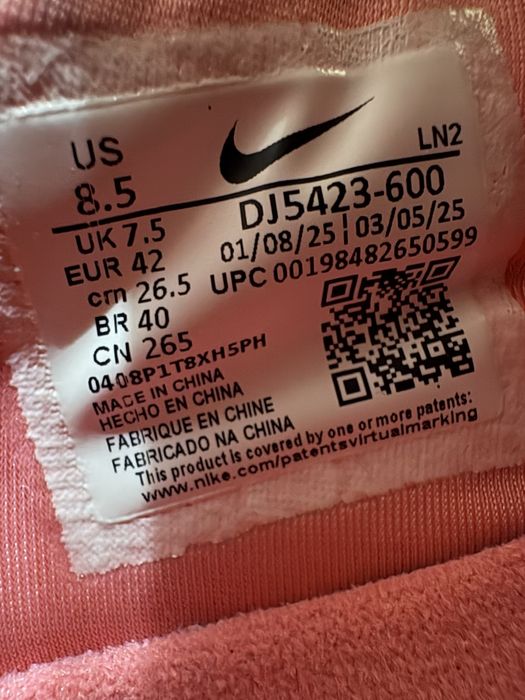 US
8.5
LN2
UK 7.5
DJ5423-600
EUR 42
01/08/25 | 03/05/25
cm 26.5
UPC 00198482650599
BR 40
CN 265
0408P1T8XH5PH
MADE IN CHINA
HECHO EN CHINA
FABRIQUE EN CHINE
FABRICADO NA CHINA
This product is covered by one or more patents:
www.nike.com/patentsvirtualmarking